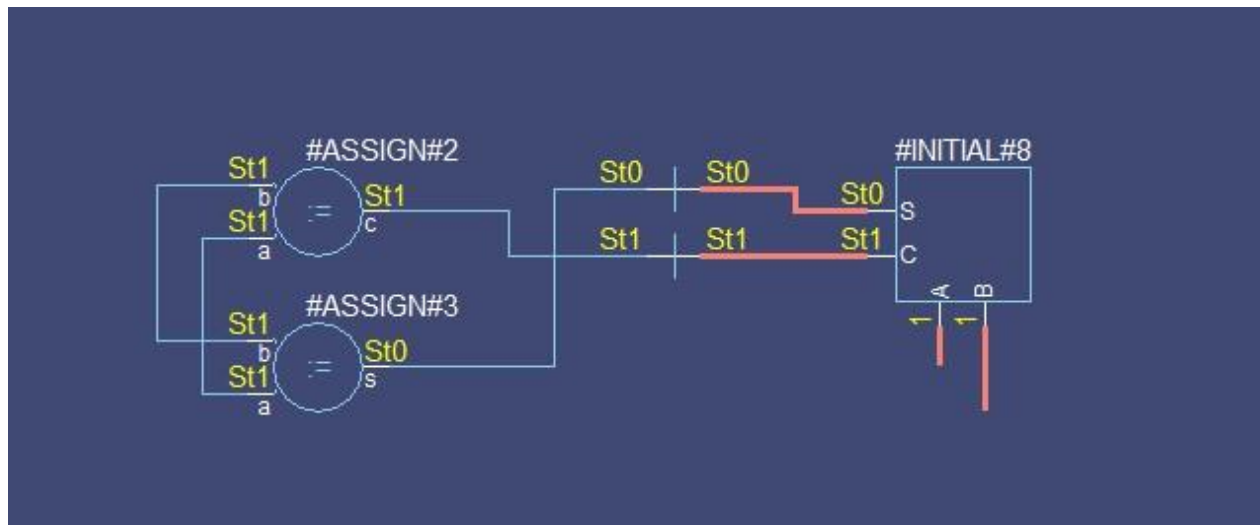 #ASSIGN#2
St1
b
St1
a
:=
St1
c
#ASSIGN#3
St1
b
St1
a
:=
St0
s
St0
St0
St0
St1
St1
St1
#INITIAL#8
S
C
A
B
1
1